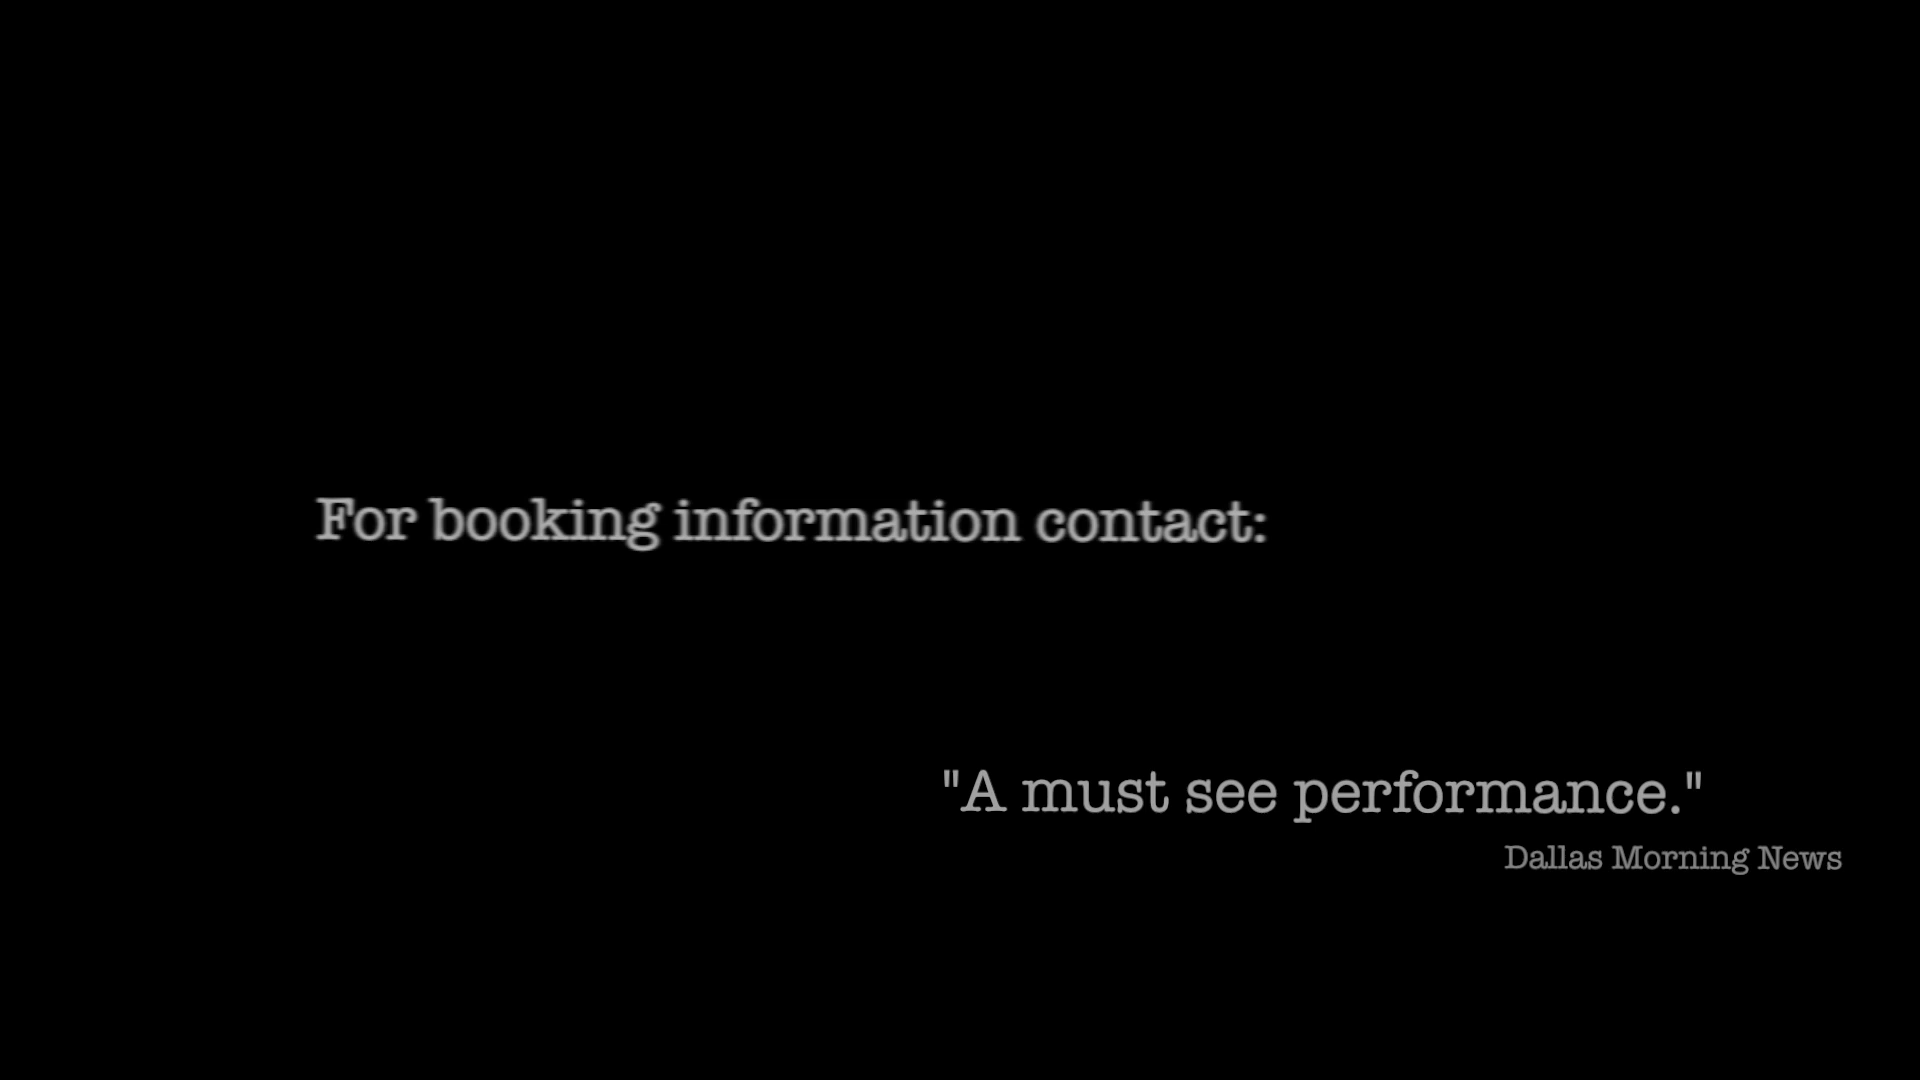 For booking information contact:
"A must see performance."
Dallas Morning News